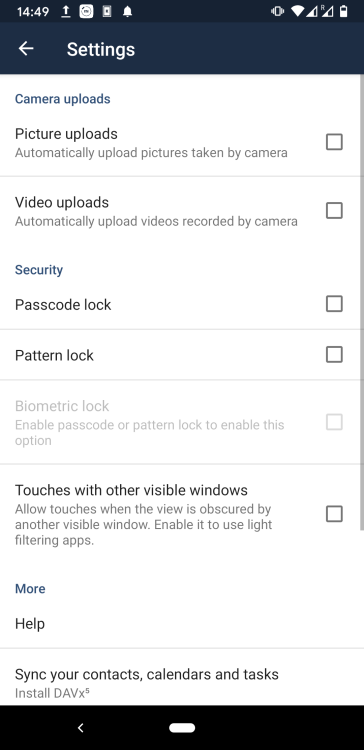 14:49
Settings
Camera uploads
Picture uploads
Automatically upload pictures taken by camera
Video uploads
Automatically upload videos recorded by camera
Security
Passcode lock
Pattern lock
Biometric lock
Enable passcode or pattern lock to enable this
option
Touches with other visible windows
Allow touches when the view is obscured by
another visible window. Enable it to use light
filtering apps.
More
Help
Sync your contacts, calendars and tasks
Install DAVx⁵